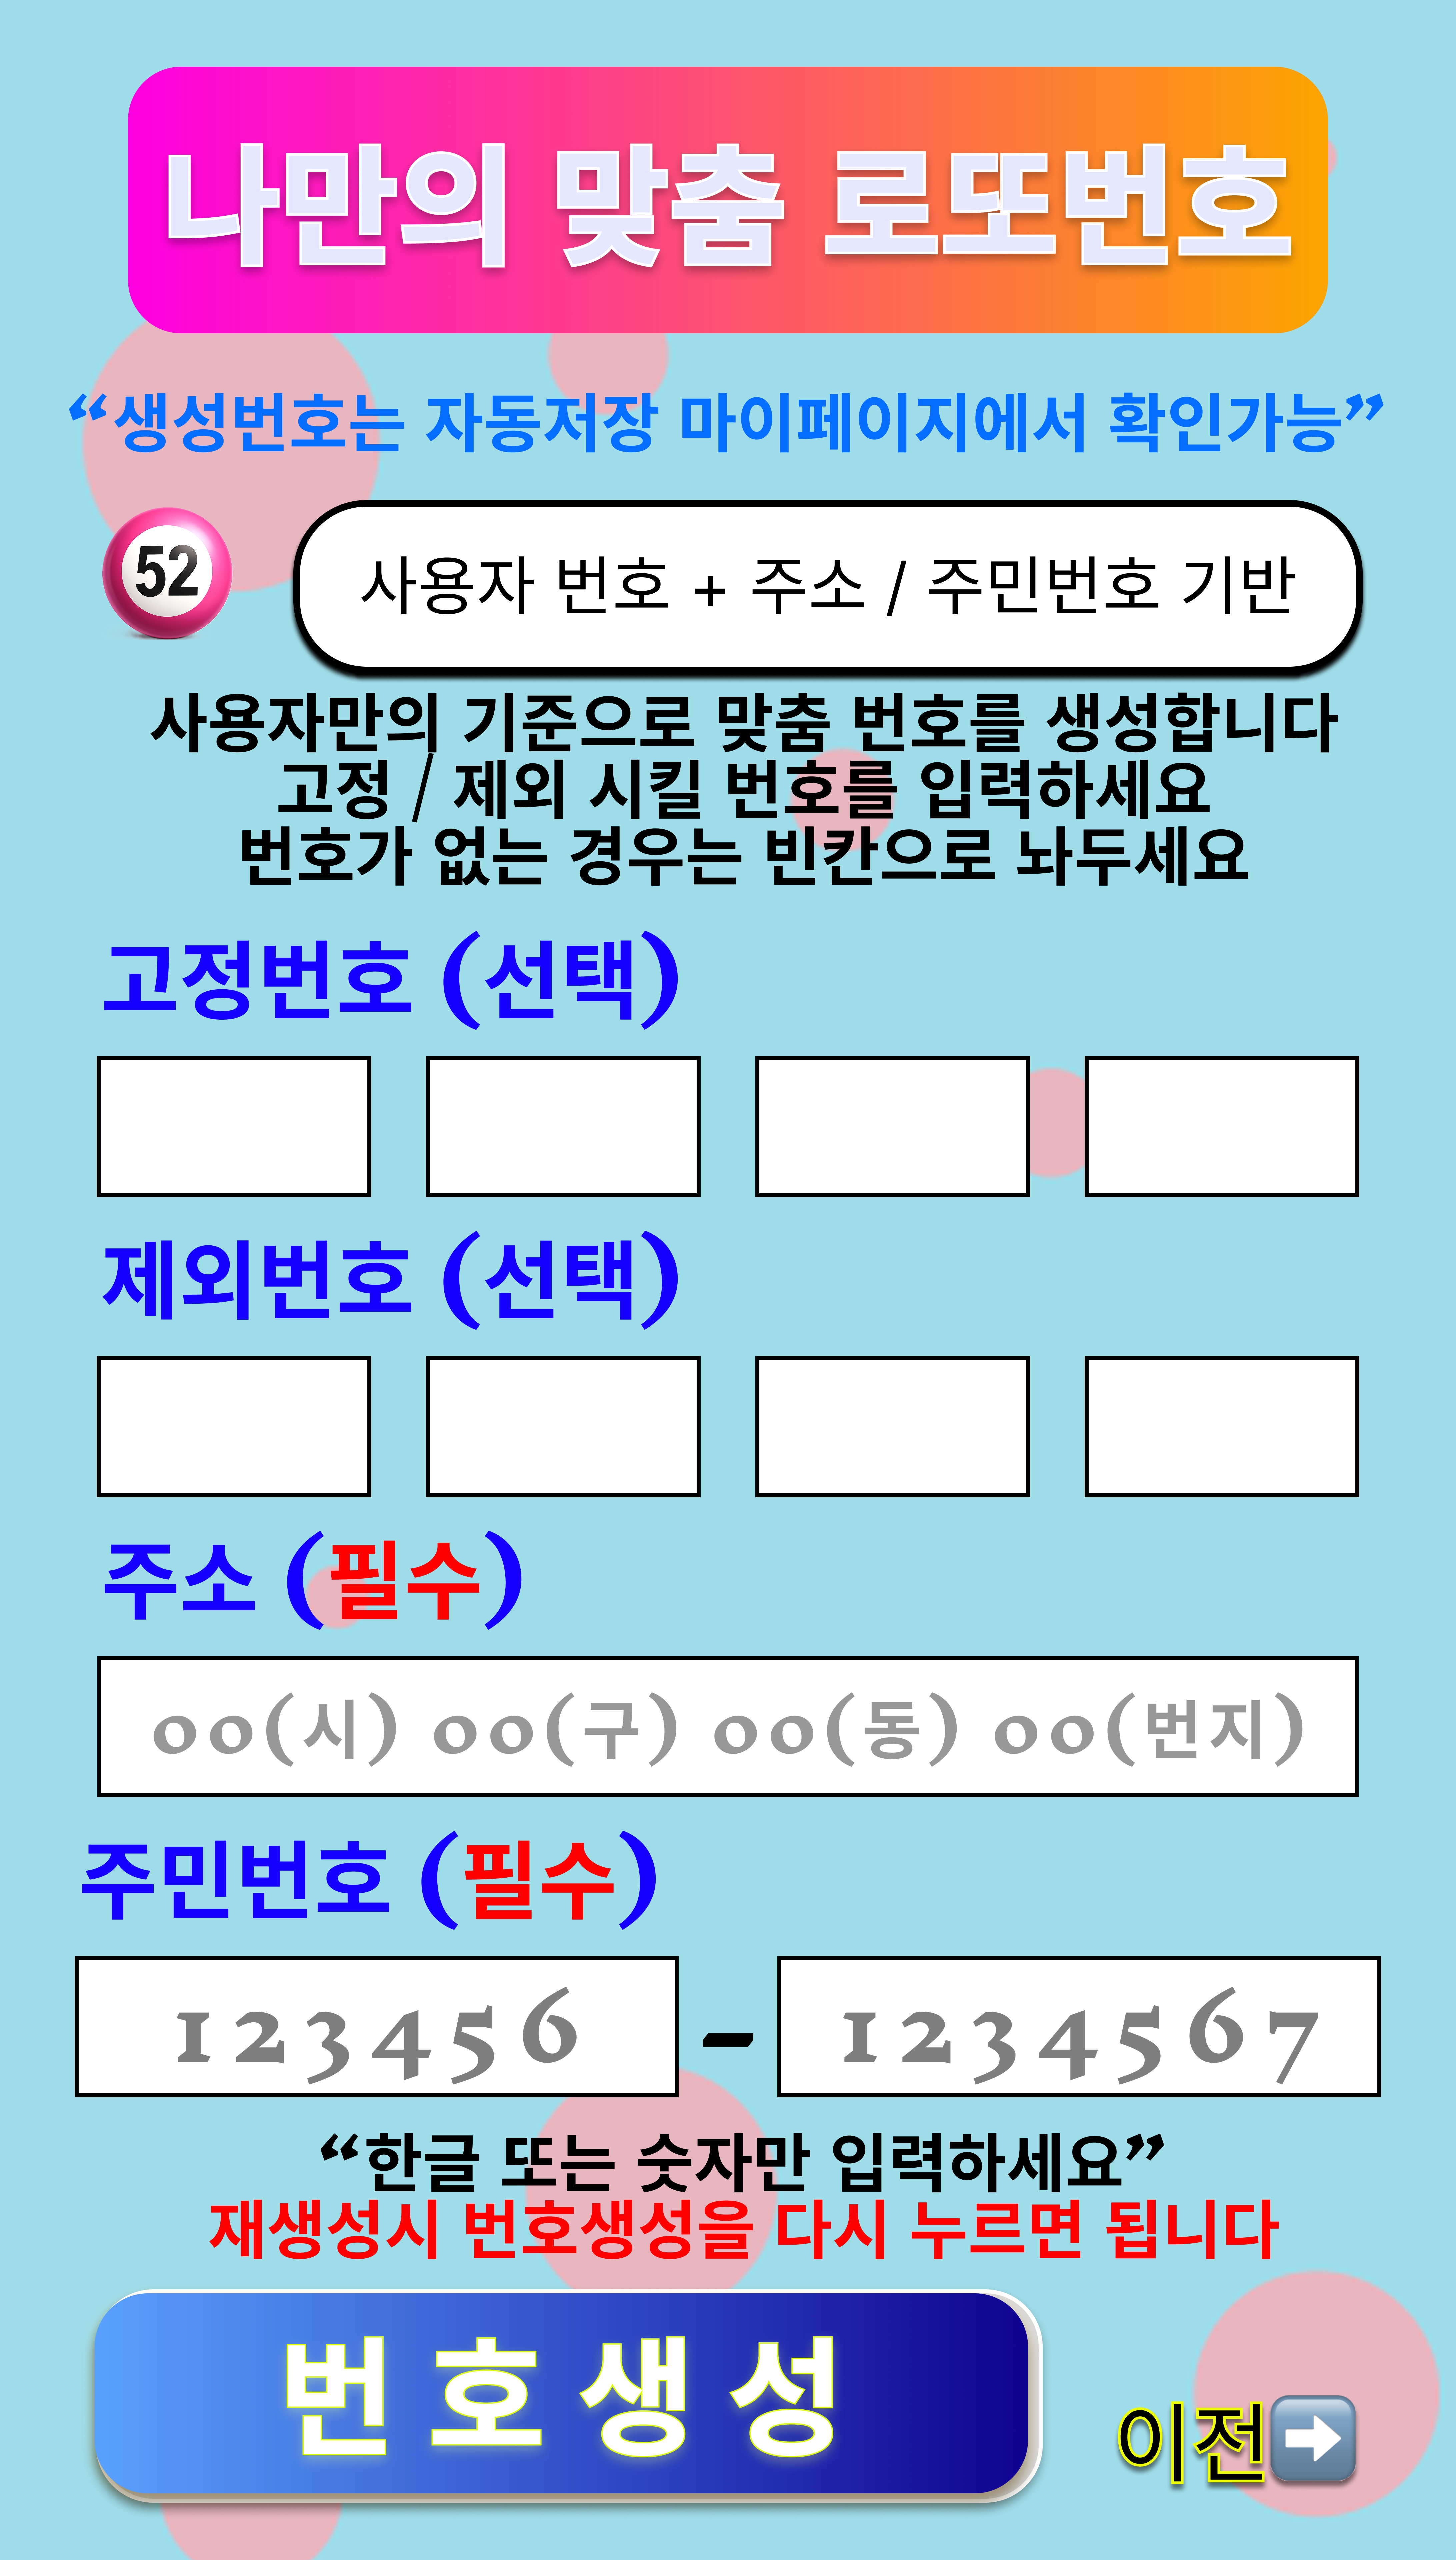 나만의 맞춤 로또번호
“생성번호는 자동저장 마이페이지에서 확인가능”
52
사용자 번호 + 주소 / 주민번호 기반
사용자만의 기준으로 맞춤 번호를 생성합니다
고정 / 제외 시킬 번호를 입력하세요
번호가 없는 경우는 빈칸으로 놔두세요
고정번호 (선택)
제외번호 (선택)
주소 (필수)
oo(시) oo(구) oo(동) oo(번지)
주민번호 (필수)
123456 - 1234567
“한글 또는 숫자만 입력하세요”
재생성시 번호생성을 다시 누르면 됩니다
번호생성
이전